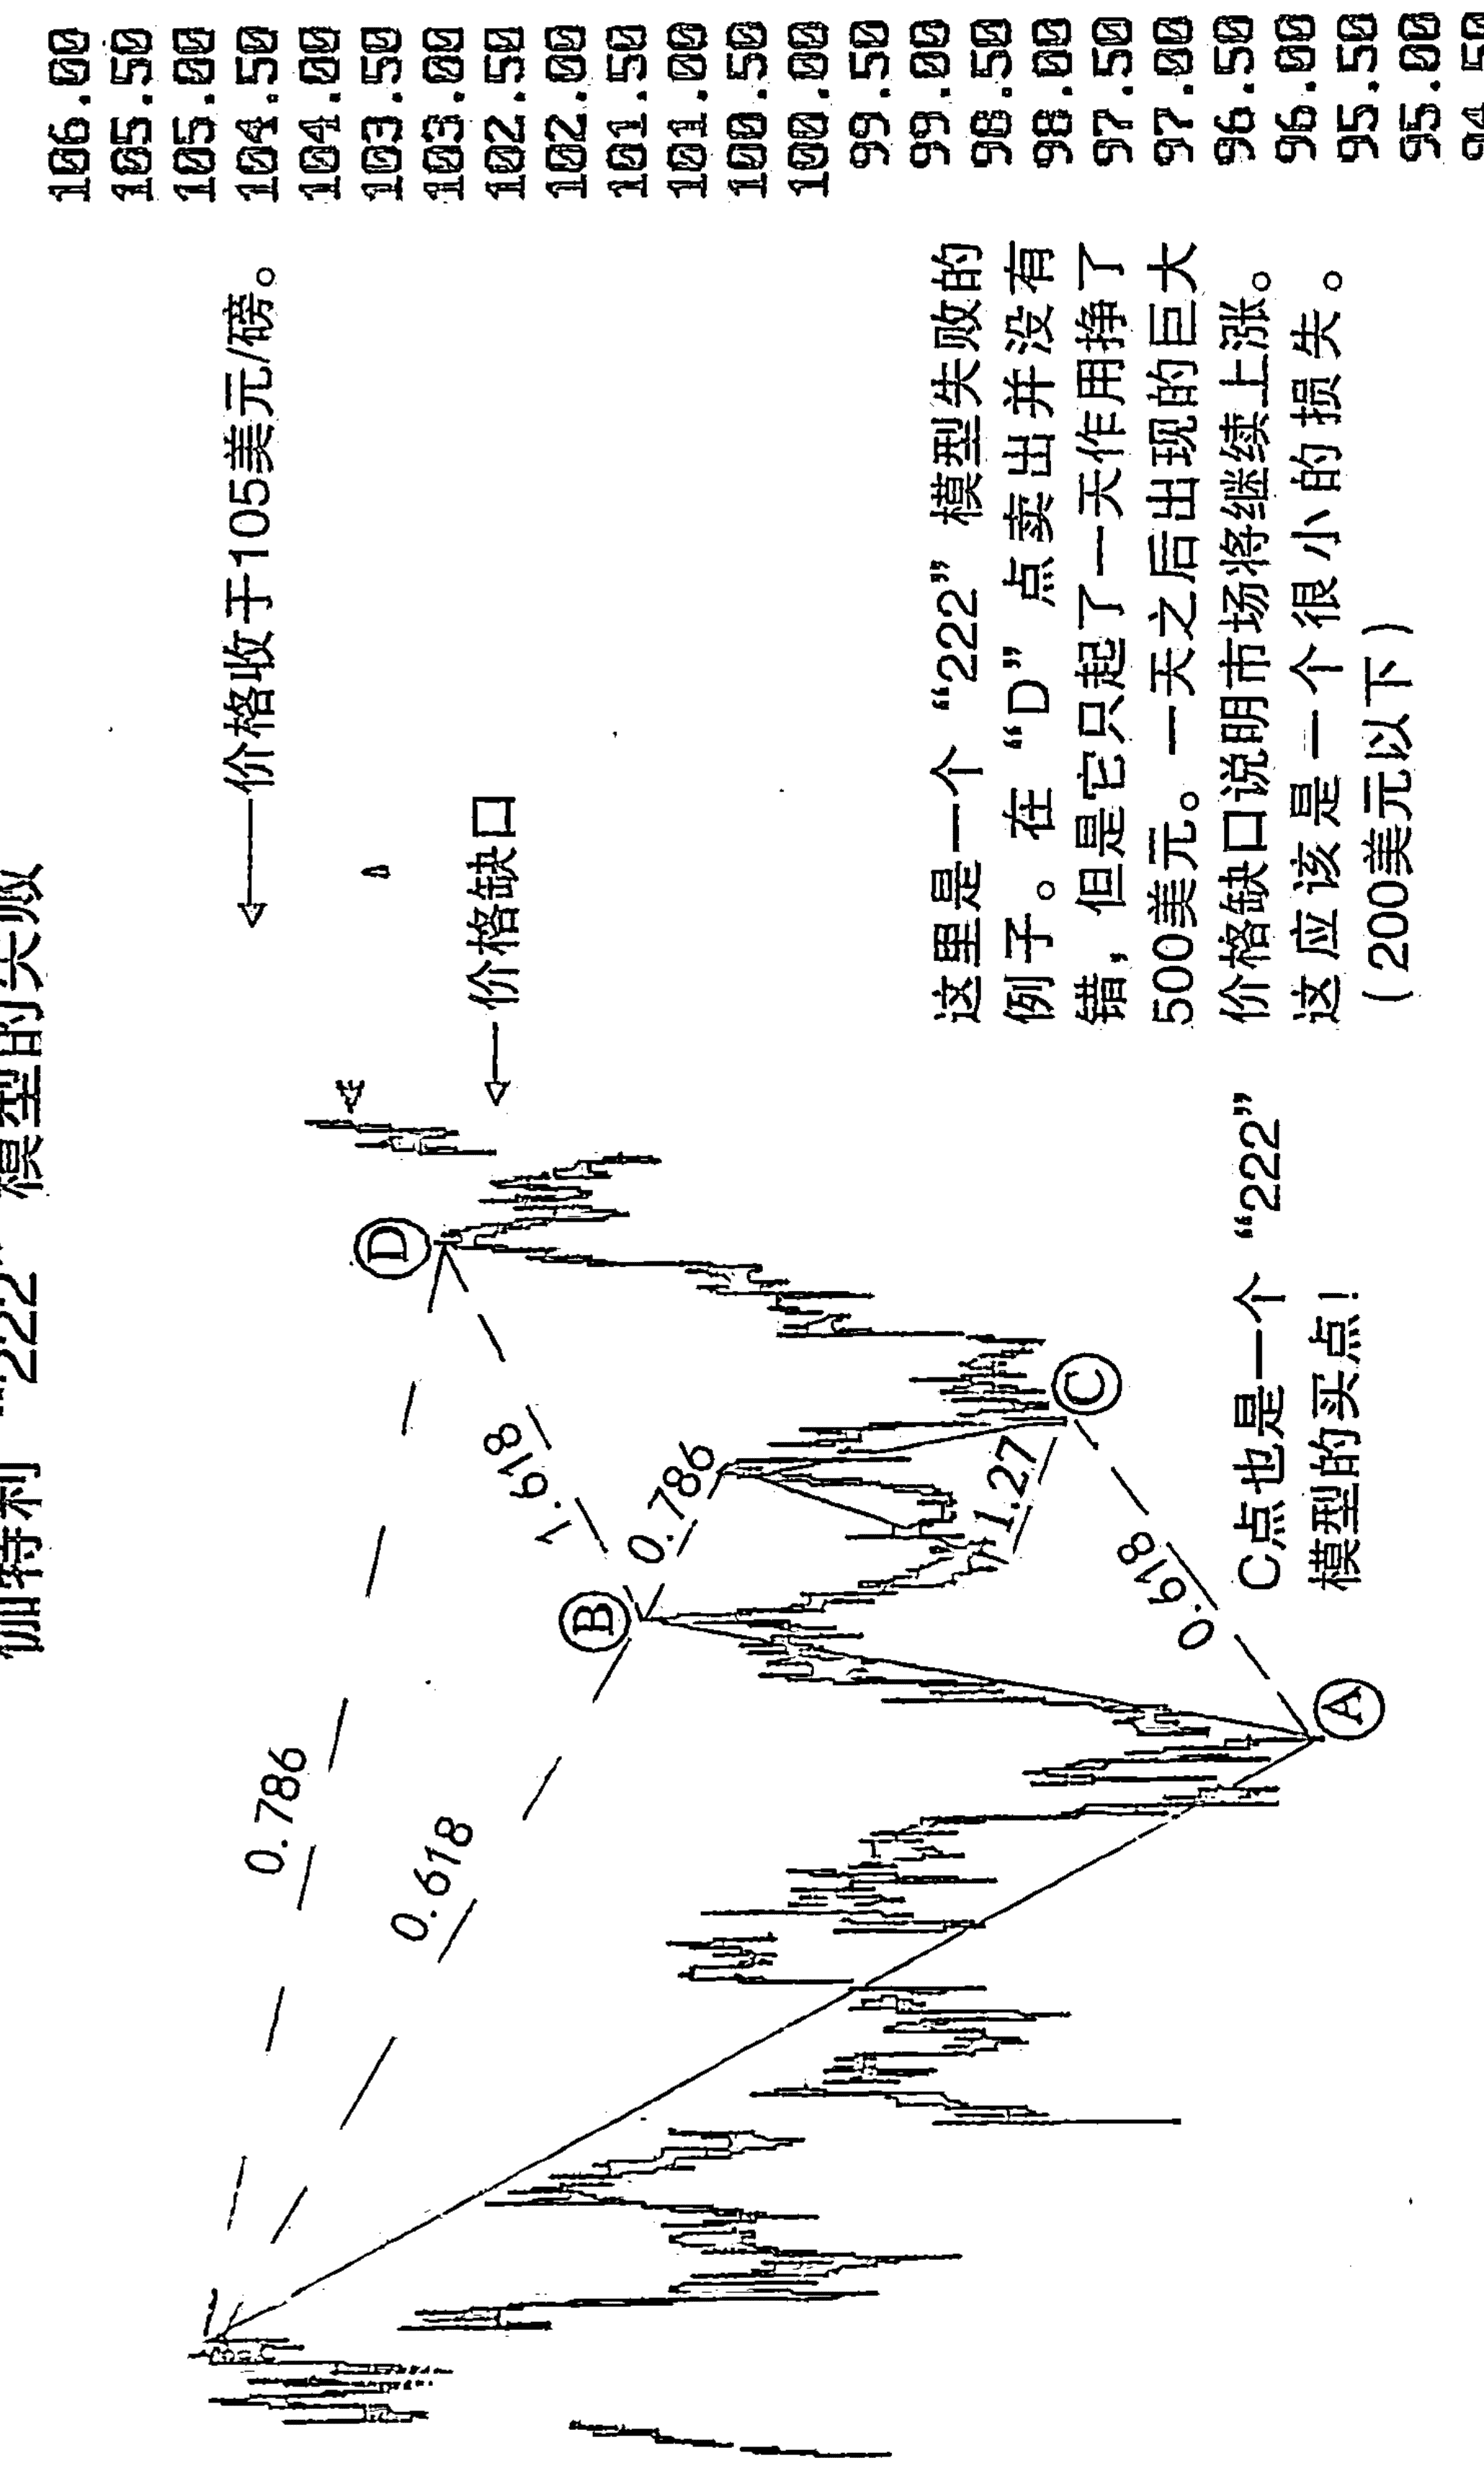 伽特利“222”模型的失败
106.00
105.50
105.00
104.50
104.00
103.50
103.00
102.50
102.00
101.50
101.00
100.50
100.00
99.50
99.00
98.50
98.00
97.50
97.00
96.50
96.00
95.50
95.00
94.50
价格收于105美元/磅。
价格缺口
D
0.786
1.618
B
0.618
0.786
1.27
C
0.618
A
这里是一个“222”模型失败的
例子。在“D”点卖出并没有
错，但是它只起了一天作用挣了
500美元。一天之后出现的巨大
价格缺口说明市场将继续上涨。
这应该是一个很小的损失。
(200美元以下)
C点也是一个“222”
模型的买点！